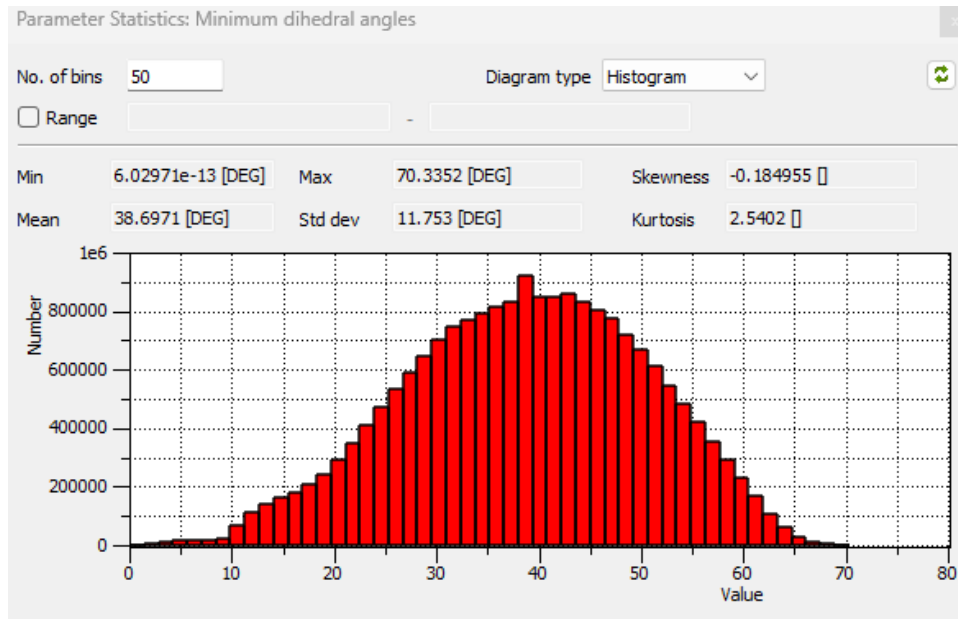 Parameter Statistics: Minimum dihedral angles
x
No. of bins 50 Diagram type Histogram
Range -
Min 6.02971e-13 [DEG] Max 70.3352 [DEG] Skewness -0.184955 []
Mean 38.6971 [DEG] Std dev 11.753 [DEG] Kurtosis 2.5402 []
1e6
800000
600000
400000
200000
0
Number
0 10 20 30 40 50 60 70 80
Value